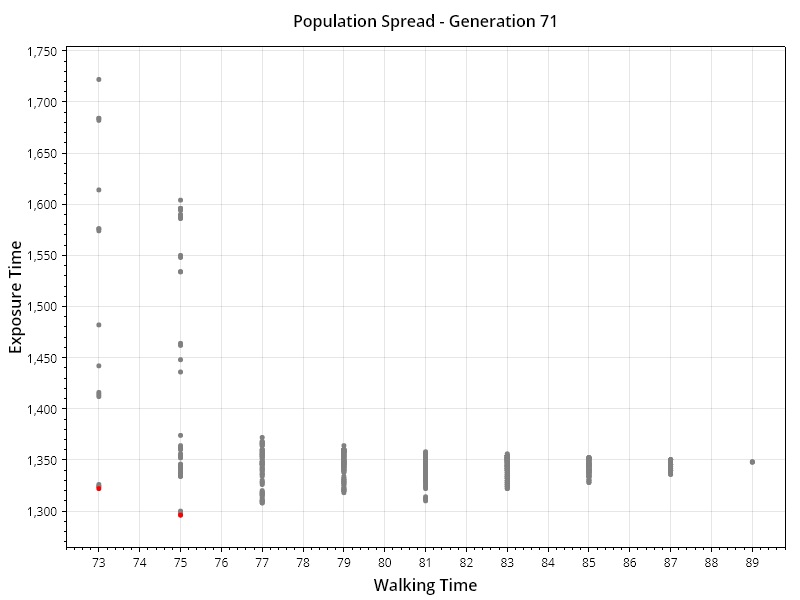 Population Spread - Generation 71
1,750
1,700
1,650
1,600
1,550
1,500
1,450
1,400
1,350
1,300
Exposure Time
73 74 75 76 77 78 79 80 81 82 83 84 85 86 87 88 89
Walking Time